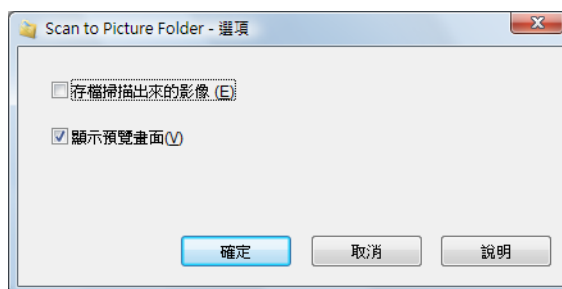 Scan to Picture Folder - 選項
存檔掃描出來的影像 (E)
顯示預覽畫面(V)
確定
取消
說明